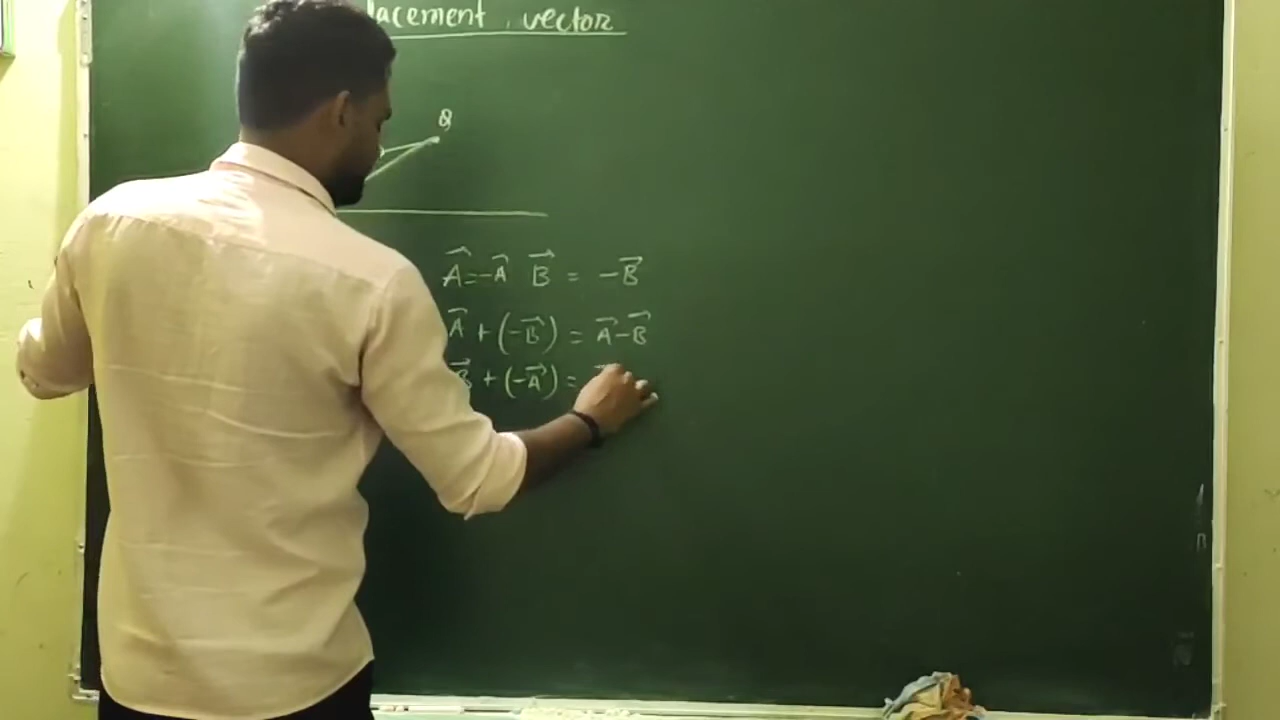 lacement vector
Q
A⃗ = -A⃗ B⃗ = -B⃗
A⃗ + (-B⃗) = A⃗ - B⃗
B⃗ + (-A⃗) =